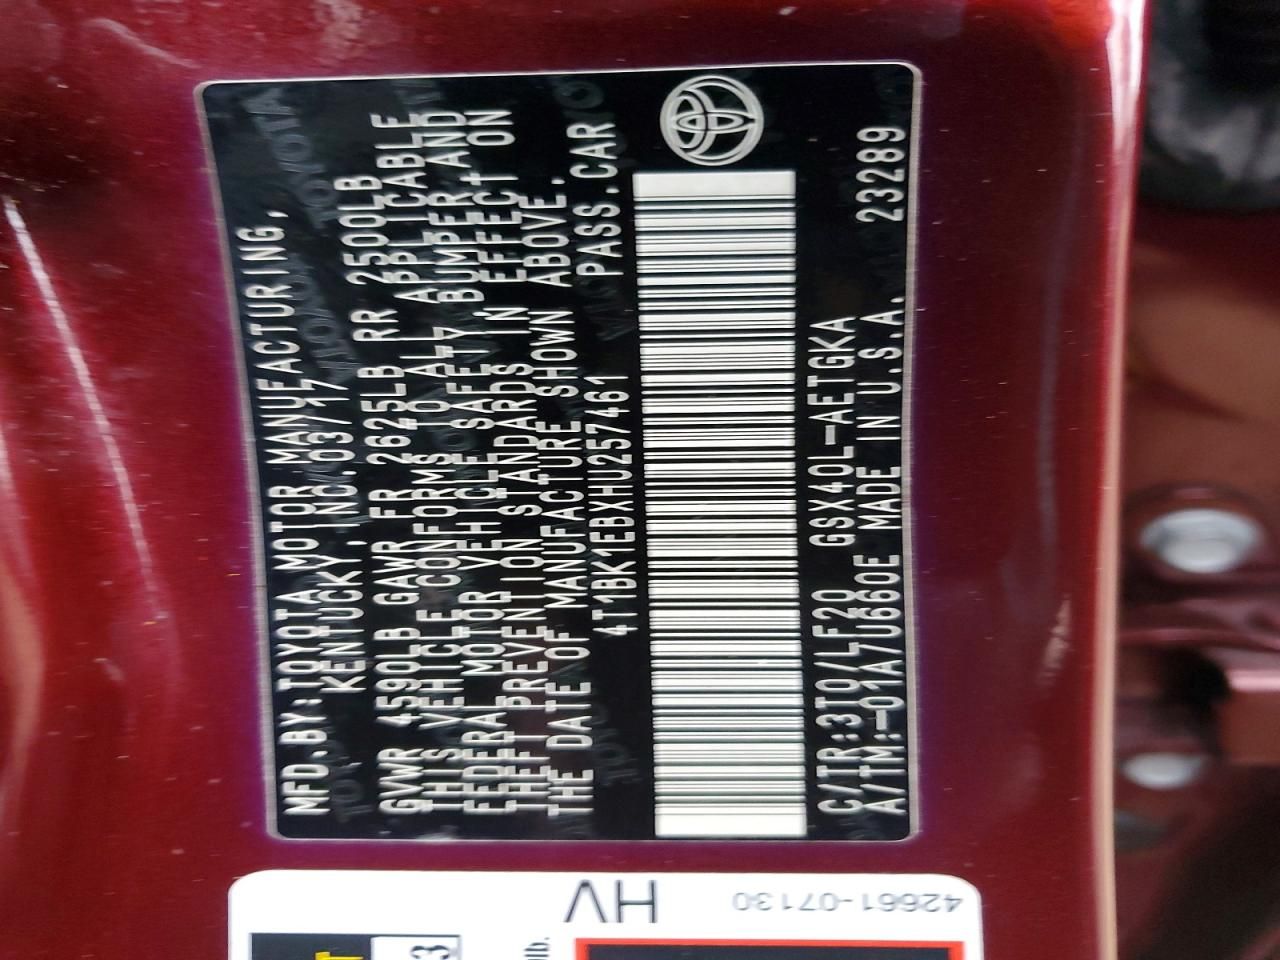 MFD.BY:TOYOTA MOTOR MANUFACTURING,
KENTUCKY, INC.03/17
GVWR 4590LB GAWR FR 2625LB RR 2500LB
THIS VEHICLE CONFORMS TO ALL APPLICABLE
FEDERAL MOTOR VEHICLE SAFETY, BUMPER, AND
THEFT PREVENTION STANDARDS IN EFFECT ON
THE DATE OF MANUFACTURE SHOWN ABOVE.
4T1BK1EBXHU257461 PASS.CAR
C/TR:3T0/LF20 GSX40L-AETGKA
A/TM:-01A/U660E MADE IN U.S.A. 23289
HV
42661-07130
3
lb.